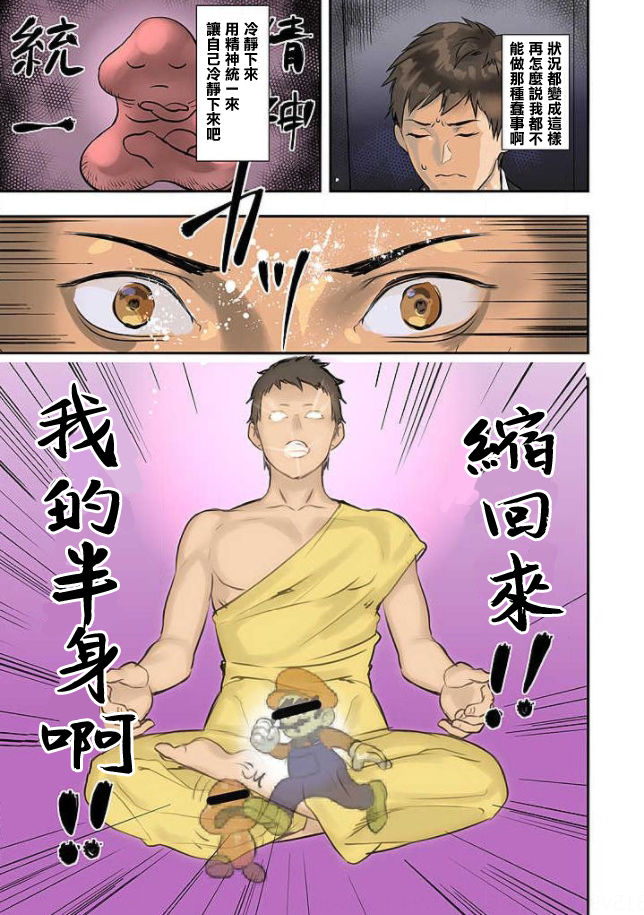 狀況都變成這樣
再怎麼說我都不
能做那種蠢事啊
冷靜下來
用精神統一來
讓自己冷靜下來吧
精神
統一
カッ
縮回來!!
我的半身啊!!